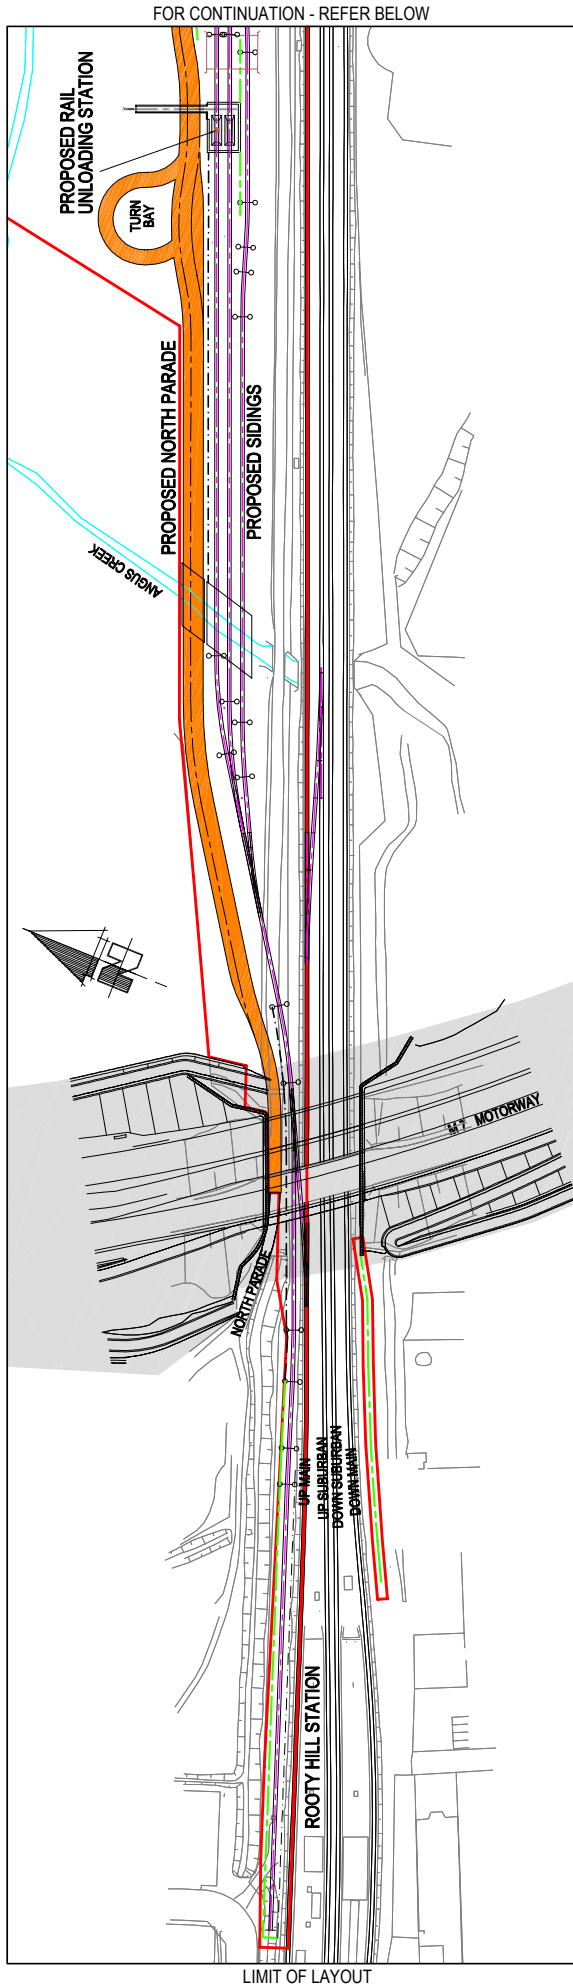 FOR CONTINUATION - REFER BELOW
PROPOSED RAIL
UNLOADING STATION
TURN
BAY
PROPOSED NORTH PARADE
PROPOSED SIDINGS
ANGUS CREEK
N
M 7 MOTORWAY
NORTH PARADE
UP MAIN
UP SUBURBAN
DOWN SUBURBAN
DOWN MAIN
ROOTY HILL STATION
LIMIT OF LAYOUT